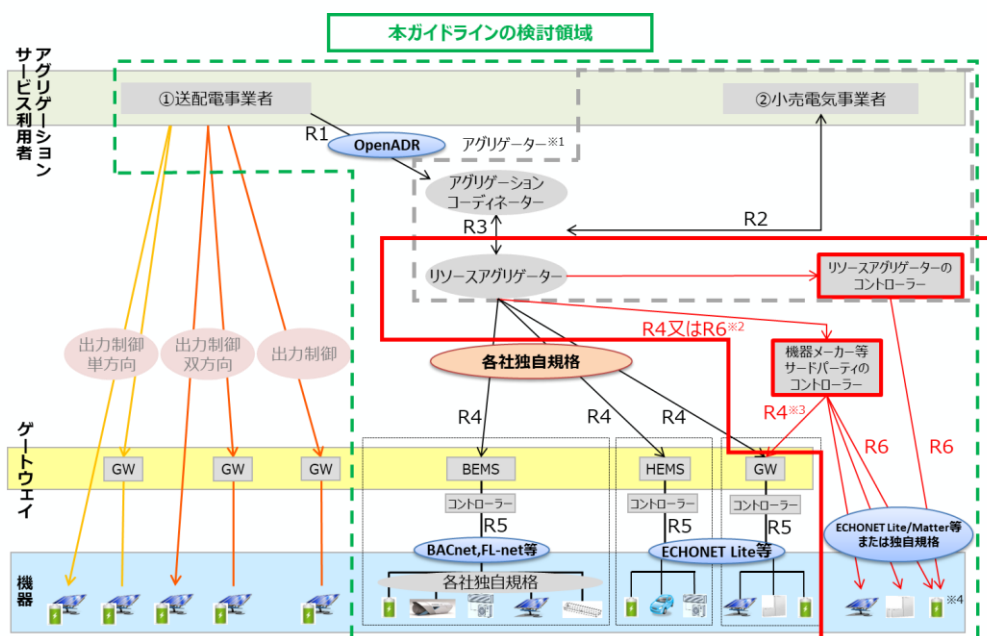 本ガイドラインの検討領域
アグリゲーション
サービス利用者
①送配電事業者
②小売電気事業者
R1
OpenADR
アグリゲーター※1
アグリゲーション
コーディネーター
R3
R2
リソースアグリゲーター
リソースアグリゲーターの
コントローラー
R4又はR6※2
出力制御
単方向
出力制御
双方向
出力制御
各社独自規格
機器メーカー等
サードパーティの
コントローラー
R4
R4
R4
R4※3
R6
R6
ゲートウェイ
GW
GW
GW
BEMS
HEMS
GW
コントローラー
コントローラー
コントローラー
R5
R5
R5
BACnet,FL-net等
ECHONET Lite等
ECHONET Lite/Matter等
または独自規格
機器
各社独自規格
※4